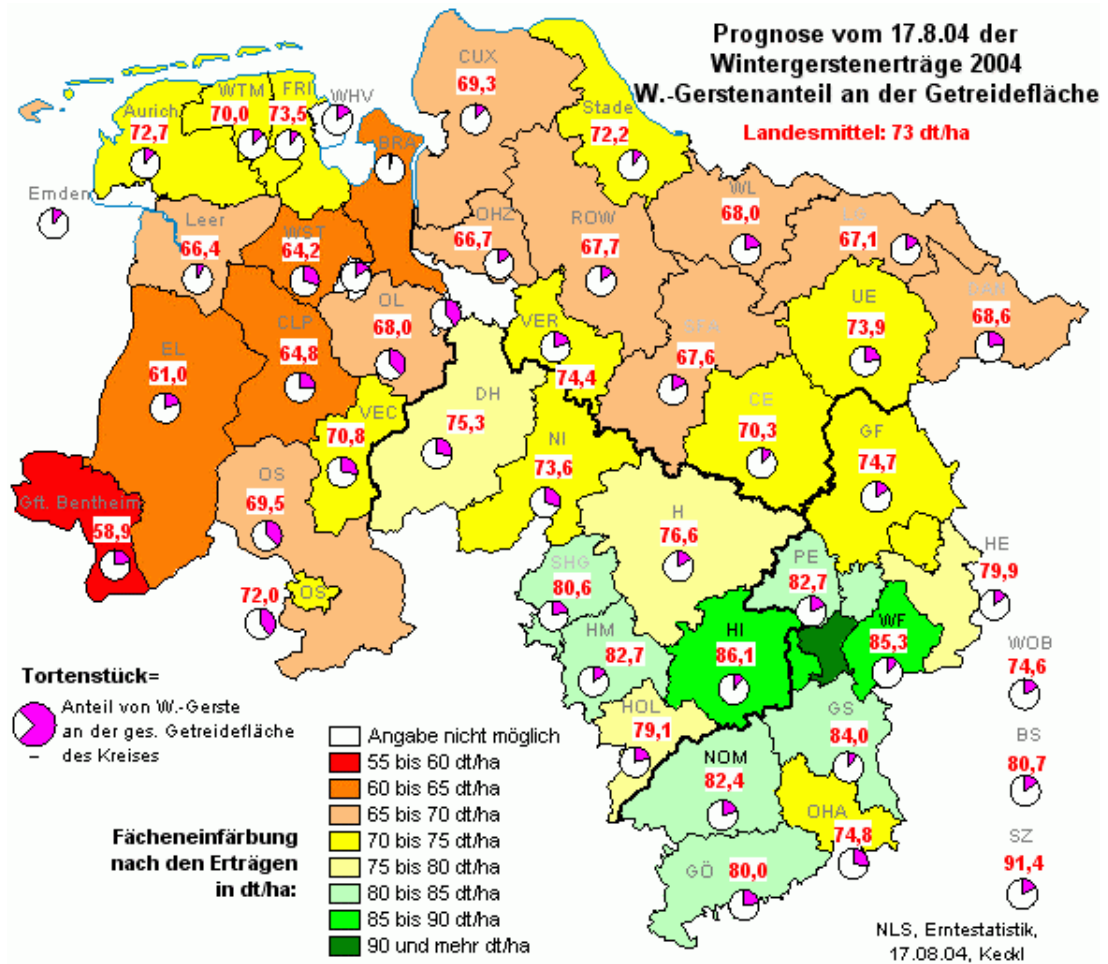 Prognose vom 17.8.04 der
Wintergerstenerträge 2004
W.-Gerstenanteil an der Getreidefläche
Landesmittel: 73 dt/ha
CUX
69,3
WTM
70,0
FRI
73,5
WHV
Aurich
72,7
Stade
72,2
BRA
Emden
Leer
66,4
WST
64,2
OHZ
66,7
ROW
67,7
WL
68,0
LG
67,1
DAN
68,6
UE
73,9
OL
68,0
CLP
64,8
EL
61,0
VER
74,4
SFA
67,6
VEC
70,8
DH
75,3
CE
70,3
NI
73,6
GF
74,7
OS
69,5
Gft. Bentheim
58,9
H
76,6
PE
82,7
HE
79,9
SHG
80,6
OS
72,0
HM
82,7
HI
86,1
WF
85,3
WOB
74,6
HOL
79,1
GS
84,0
BS
80,7
NOM
82,4
OHA
74,8
SZ
91,4
GÖ 80,0
Tortenstück=
Anteil von W.-Gerste
an der ges. Getreidefläche
des Kreises
Fächeneinfärbung
nach den Erträgen
in dt/ha:
Angabe nicht möglich
55 bis 60 dt/ha
60 bis 65 dt/ha
65 bis 70 dt/ha
70 bis 75 dt/ha
75 bis 80 dt/ha
80 bis 85 dt/ha
85 bis 90 dt/ha
90 und mehr dt/ha
NLS, Erntestatistik,
17.08.04, Keckl